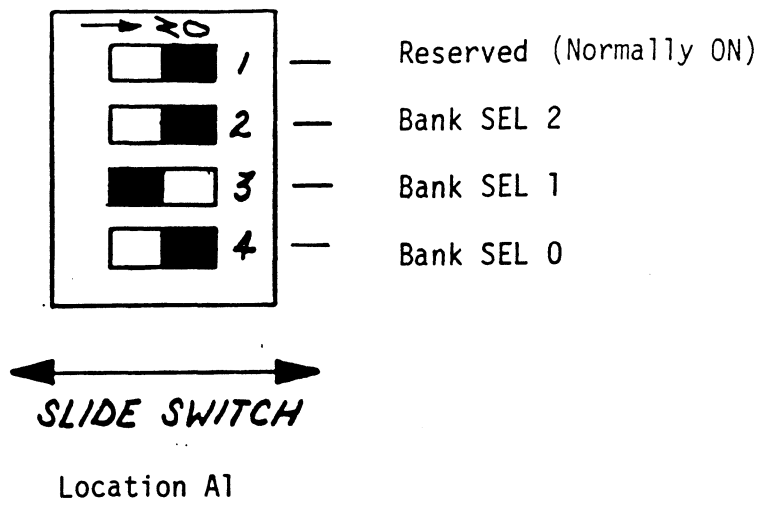 → ON
1 — Reserved (Normally ON)
2 — Bank SEL 2
3 — Bank SEL 1
4 — Bank SEL 0
SLIDE SWITCH
Location A1